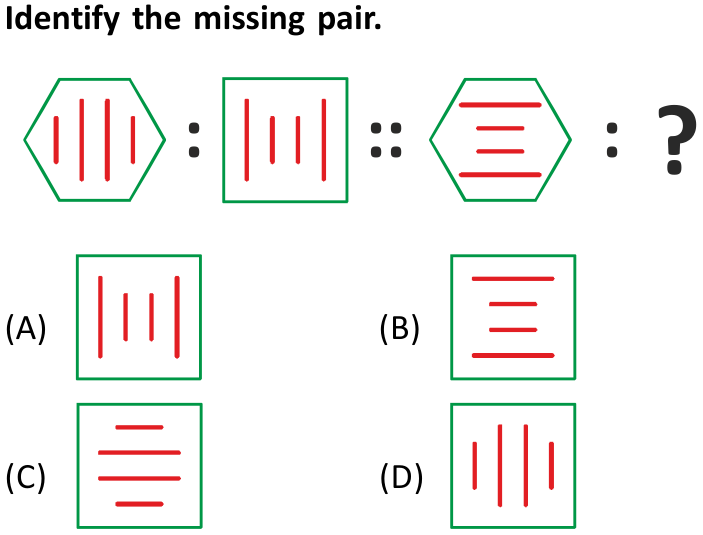 Identify the missing pair.
: :: : ?
(A) (B)
(C) (D)